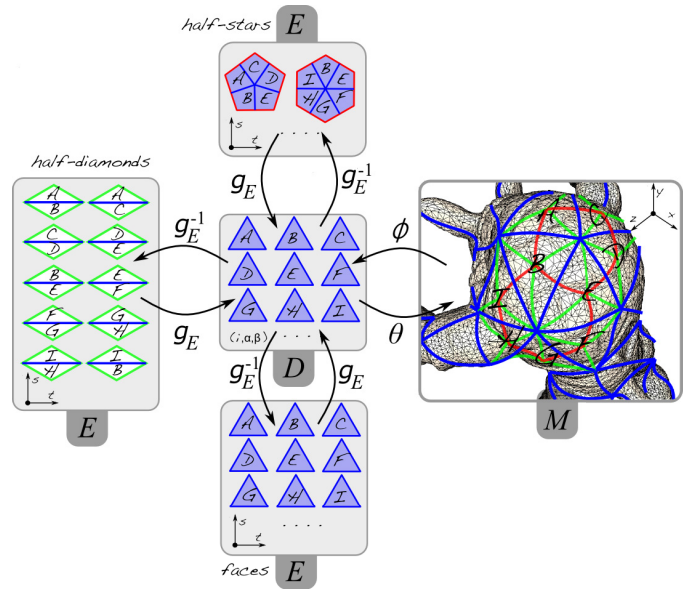 half-stars E
C
A D
B E
B
I E
H F
G
s
t
. . . .
half-diamonds
A A
B C
C D
D E
B E
E F
F G
G H
I I
H B
s
t
E
g_E g_E^-1
g_E^-1
g_E
A B C
D E F
G H I
(i,α,β) . . . .
D
ϕ
θ
y
z x
A C
D
B
E
I
H G F
M
g_E^-1 g_E
A B C
D E F
G H I
s
t
. . . .
faces E